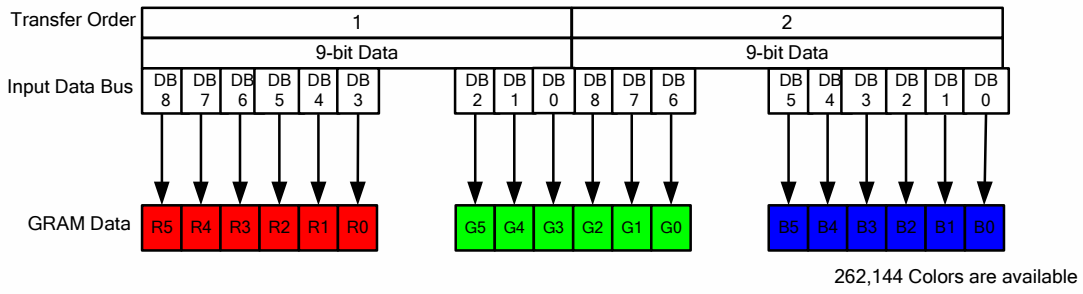 Transfer Order 1 2
9-bit Data 9-bit Data
Input Data Bus DB 8 DB 7 DB 6 DB 5 DB 4 DB 3 DB 2 DB 1 DB 0 DB 8 DB 7 DB 6 DB 5 DB 4 DB 3 DB 2 DB 1 DB 0
GRAM Data R5 R4 R3 R2 R1 R0 G5 G4 G3 G2 G1 G0 B5 B4 B3 B2 B1 B0
262,144 Colors are available